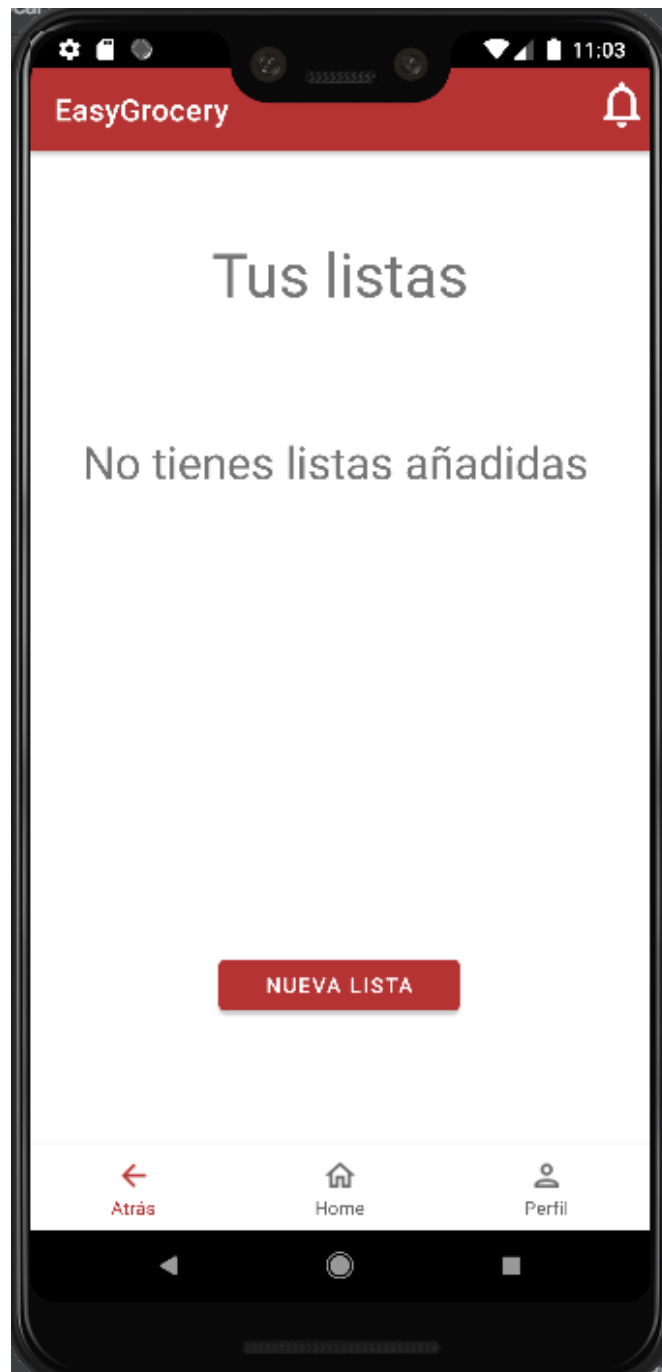 11:03
EasyGrocery
Tus listas
No tienes listas añadidas
NUEVA LISTA
Atrás
Home
Perfil